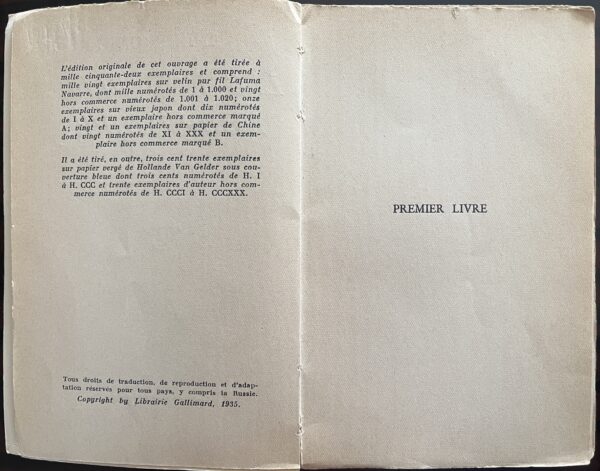 L'édition originale de cet ouvrage a été tirée à
mille cinquante-deux exemplaires et comprend :
mille vingt exemplaires sur velin pur fil Lafuma
Navarre, dont mille numérotés de 1 à 1.000 et vingt
hors commerce numérotés de 1.001 à 1.020; onze
exemplaires sur vieux japon dont dix numérotés
de I à X et un exemplaire hors commerce marqué
A; vingt et un exemplaires sur papier de Chine
dont vingt numérotés de XI à XXX et un exem-
plaire hors commerce marqué B.
Il a été tiré, en outre, trois cent trente exemplaires
sur papier vergé de Hollande Van Gelder sous cou-
verture bleue dont trois cents numérotés de H. I
à H. CCC et trente exemplaires d'auteur hors com-
merce numérotés de H. CCCI à H. CCCXXX.
Tous droits de traduction, de reproduction et d'adap-
tation réservés pour tous pays, y compris la Russie.
Copyright by Librairie Gallimard, 1935.
PREMIER LIVRE